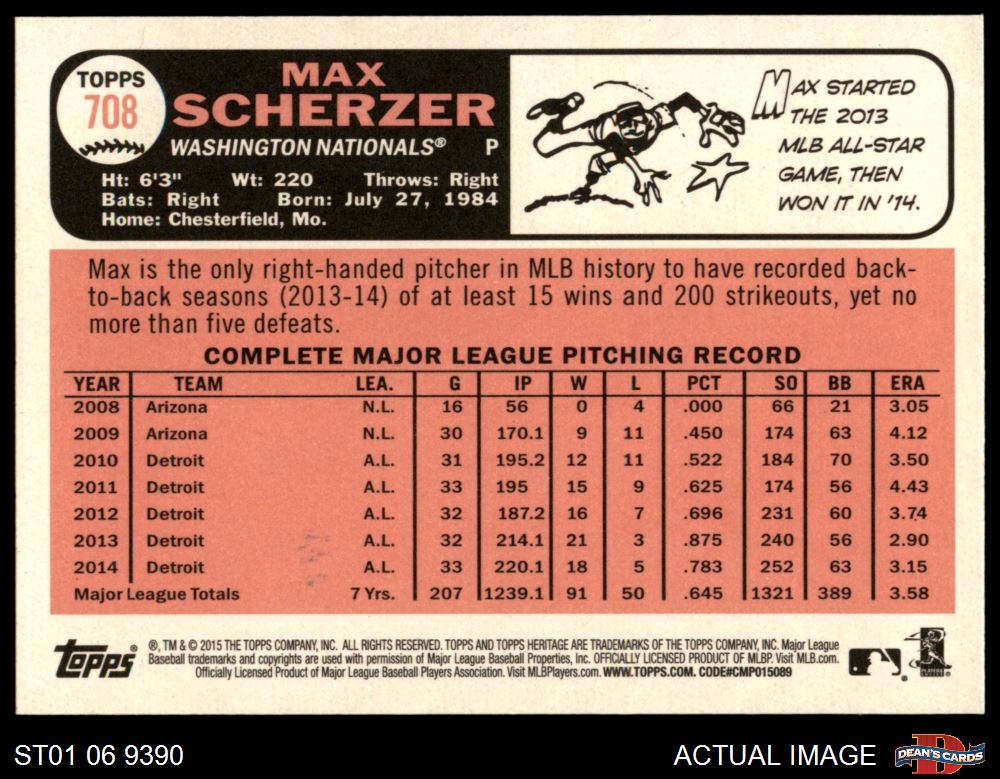 TOPPS
708
MAX
SCHERZER
WASHINGTON NATIONALS® P
Ht: 6'3" Wt: 220 Throws: Right
Bats: Right Born: July 27, 1984
Home: Chesterfield, Mo.
MAX STARTED
THE 2013
MLB ALL-STAR
GAME, THEN
WON IT IN '14.
Max is the only right-handed pitcher in MLB history to have recorded back-
to-back seasons (2013-14) of at least 15 wins and 200 strikeouts, yet no
more than five defeats.
COMPLETE MAJOR LEAGUE PITCHING RECORD
YEAR TEAM LEA. G IP W L PCT SO BB ERA
2008 Arizona N.L. 16 56 0 4 .000 66 21 3.05
2009 Arizona N.L. 30 170.1 9 11 .450 174 63 4.12
2010 Detroit A.L. 31 195.2 12 11 .522 184 70 3.50
2011 Detroit A.L. 33 195 15 9 .625 174 56 4.43
2012 Detroit A.L. 32 187.2 16 7 .696 231 60 3.74
2013 Detroit A.L. 32 214.1 21 3 .875 240 56 2.90
2014 Detroit A.L. 33 220.1 18 5 .783 252 63 3.15
Major League Totals 7 Yrs. 207 1239.1 91 50 .645 1321 389 3.58
Topps®
®, TM & © 2015 THE TOPPS COMPANY, INC. ALL RIGHTS RESERVED. TOPPS AND TOPPS HERITAGE ARE TRADEMARKS OF THE TOPPS COMPANY, INC. Major League
Baseball trademarks and copyrights are used with permission of Major League Baseball Properties, Inc. OFFICIALLY LICENSED PRODUCT OF MLBP. Visit MLB.com.
Officially Licensed Product of Major League Baseball Players Association. Visit MLBPlayers.com. WWW.TOPPS.COM. CODE#CMP015089
ST01 06 9390
ACTUAL IMAGE
DEAN'S CARDS